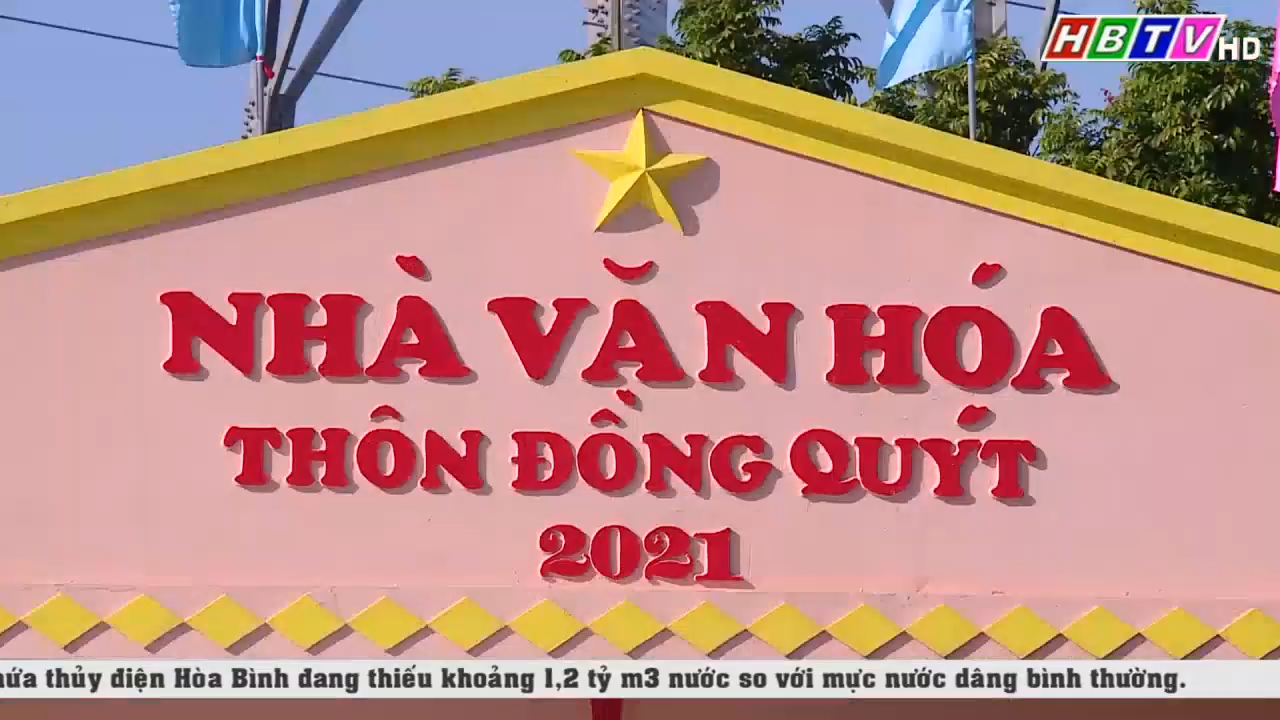 HBTV HD
NHÀ VĂN HÓA
THÔN ĐỒNG QUÝT
2021
thủy điện Hòa Bình đang thiếu khoảng 1,2 tỷ m3 nước so với mực nước dâng bình thường.